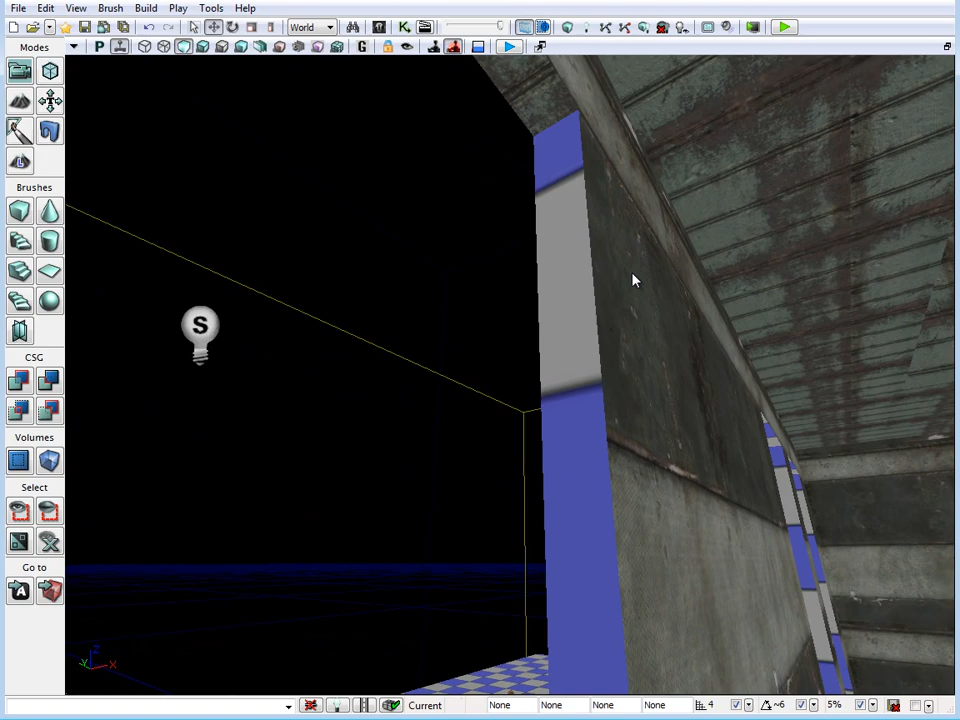 File Edit View Brush Build Play Tools Help
World
Modes
P
G
L
Brushes
CSG
Volumes
Select
Go to
A
S
Z
Y
X
Current
None
None
None
None
4
~6
5%